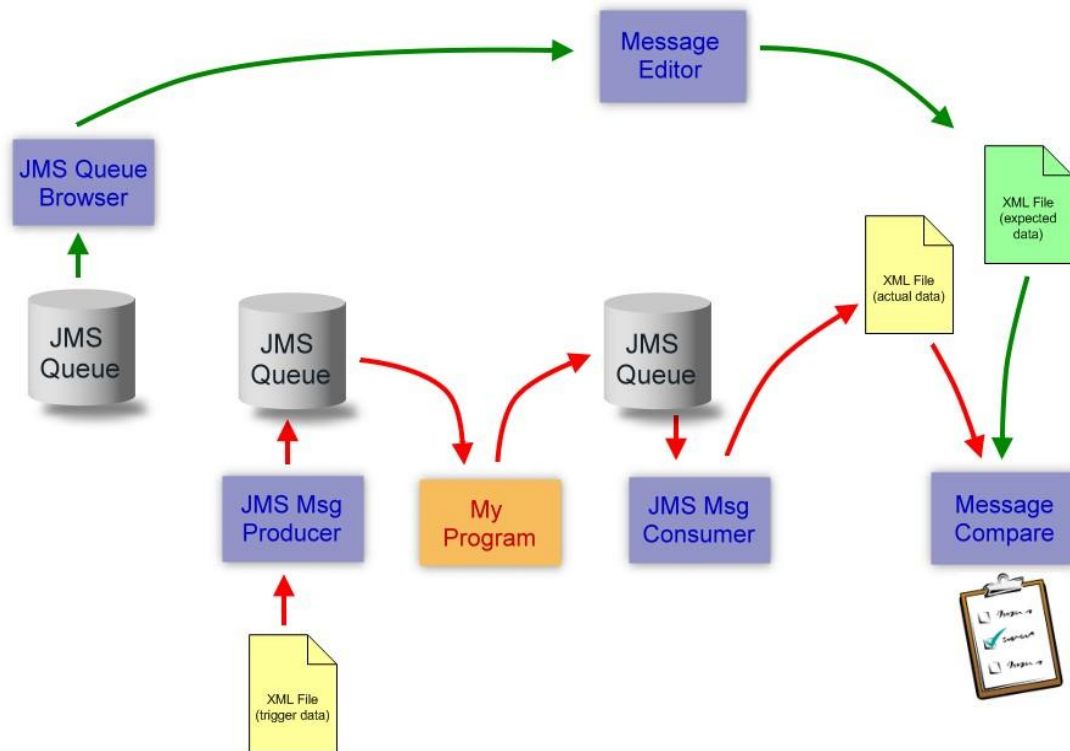 Message
Editor
JMS Queue
Browser
XML File
(expected
data)
XML File
(actual data)
JMS
Queue
JMS
Queue
JMS
Queue
JMS Msg
Producer
My
Program
JMS Msg
Consumer
Message
Compare
XML File
(trigger data)